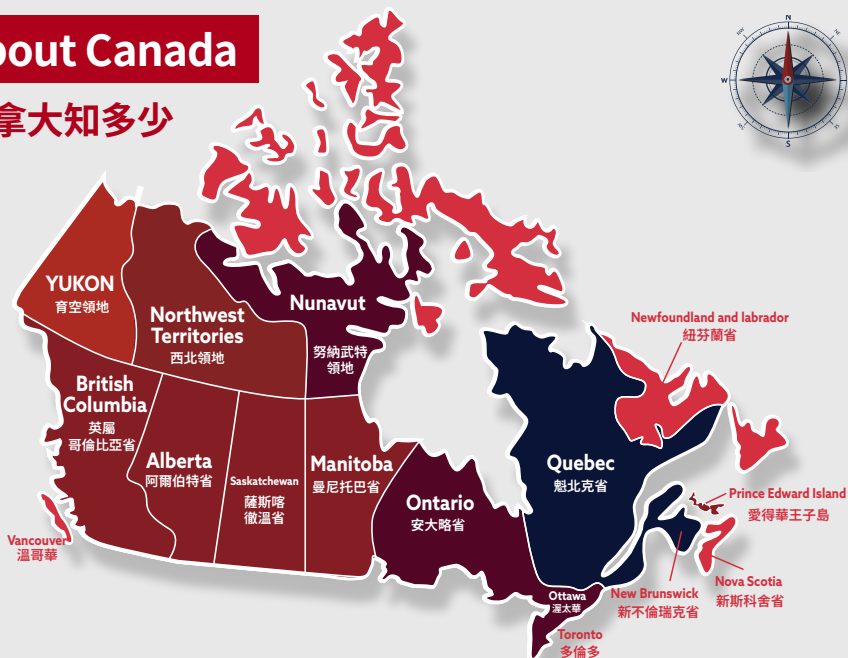 bout Canada
拿大知多少
N
NE
E
SE
S
SW
W
NW
YUKON
育空領地
Northwest
Territories
西北領地
Nunavut
努納武特
領地
Newfoundland and labrador
紐芬蘭省
British
Columbia
英屬
哥倫比亞省
Alberta
阿爾伯特省
Saskatchewan
薩斯喀
徹溫省
Manitoba
曼尼托巴省
Ontario
安大略省
Quebec
魁北克省
Prince Edward Island
愛得華王子島
Vancouver
溫哥華
Nova Scotia
新斯科舍省
New Brunswick
新不倫瑞克省
Ottawa
渥太華
Toronto
多倫多